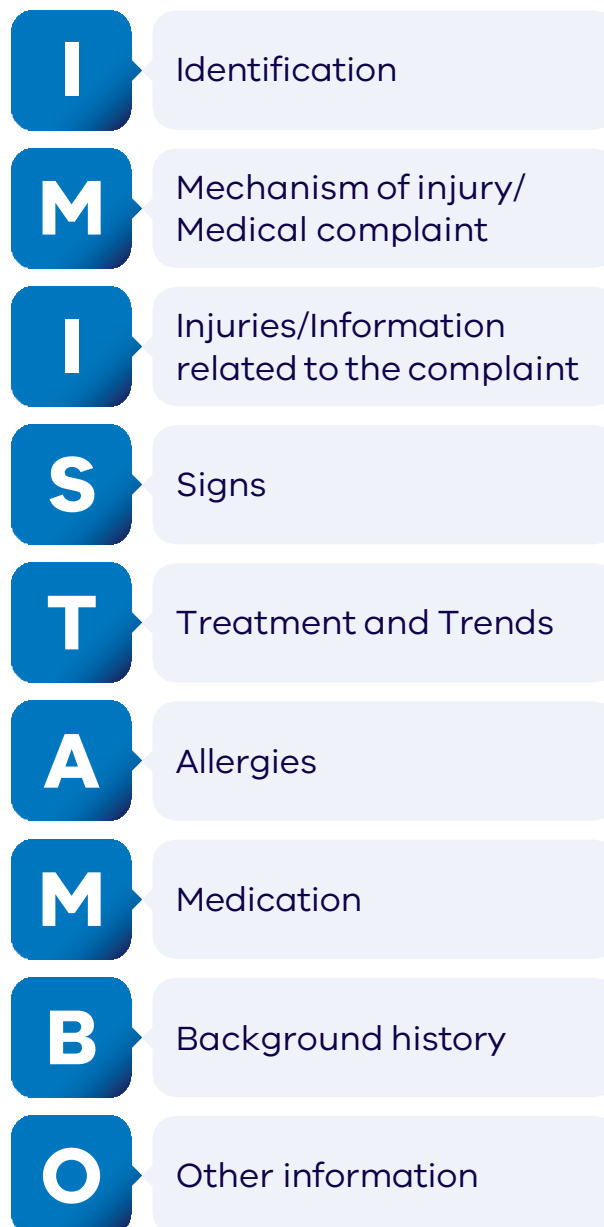 I
Identification
M
Mechanism of injury/
Medical complaint
I
Injuries/Information
related to the complaint
S
Signs
T
Treatment and Trends
A
Allergies
M
Medication
B
Background history
O
Other information